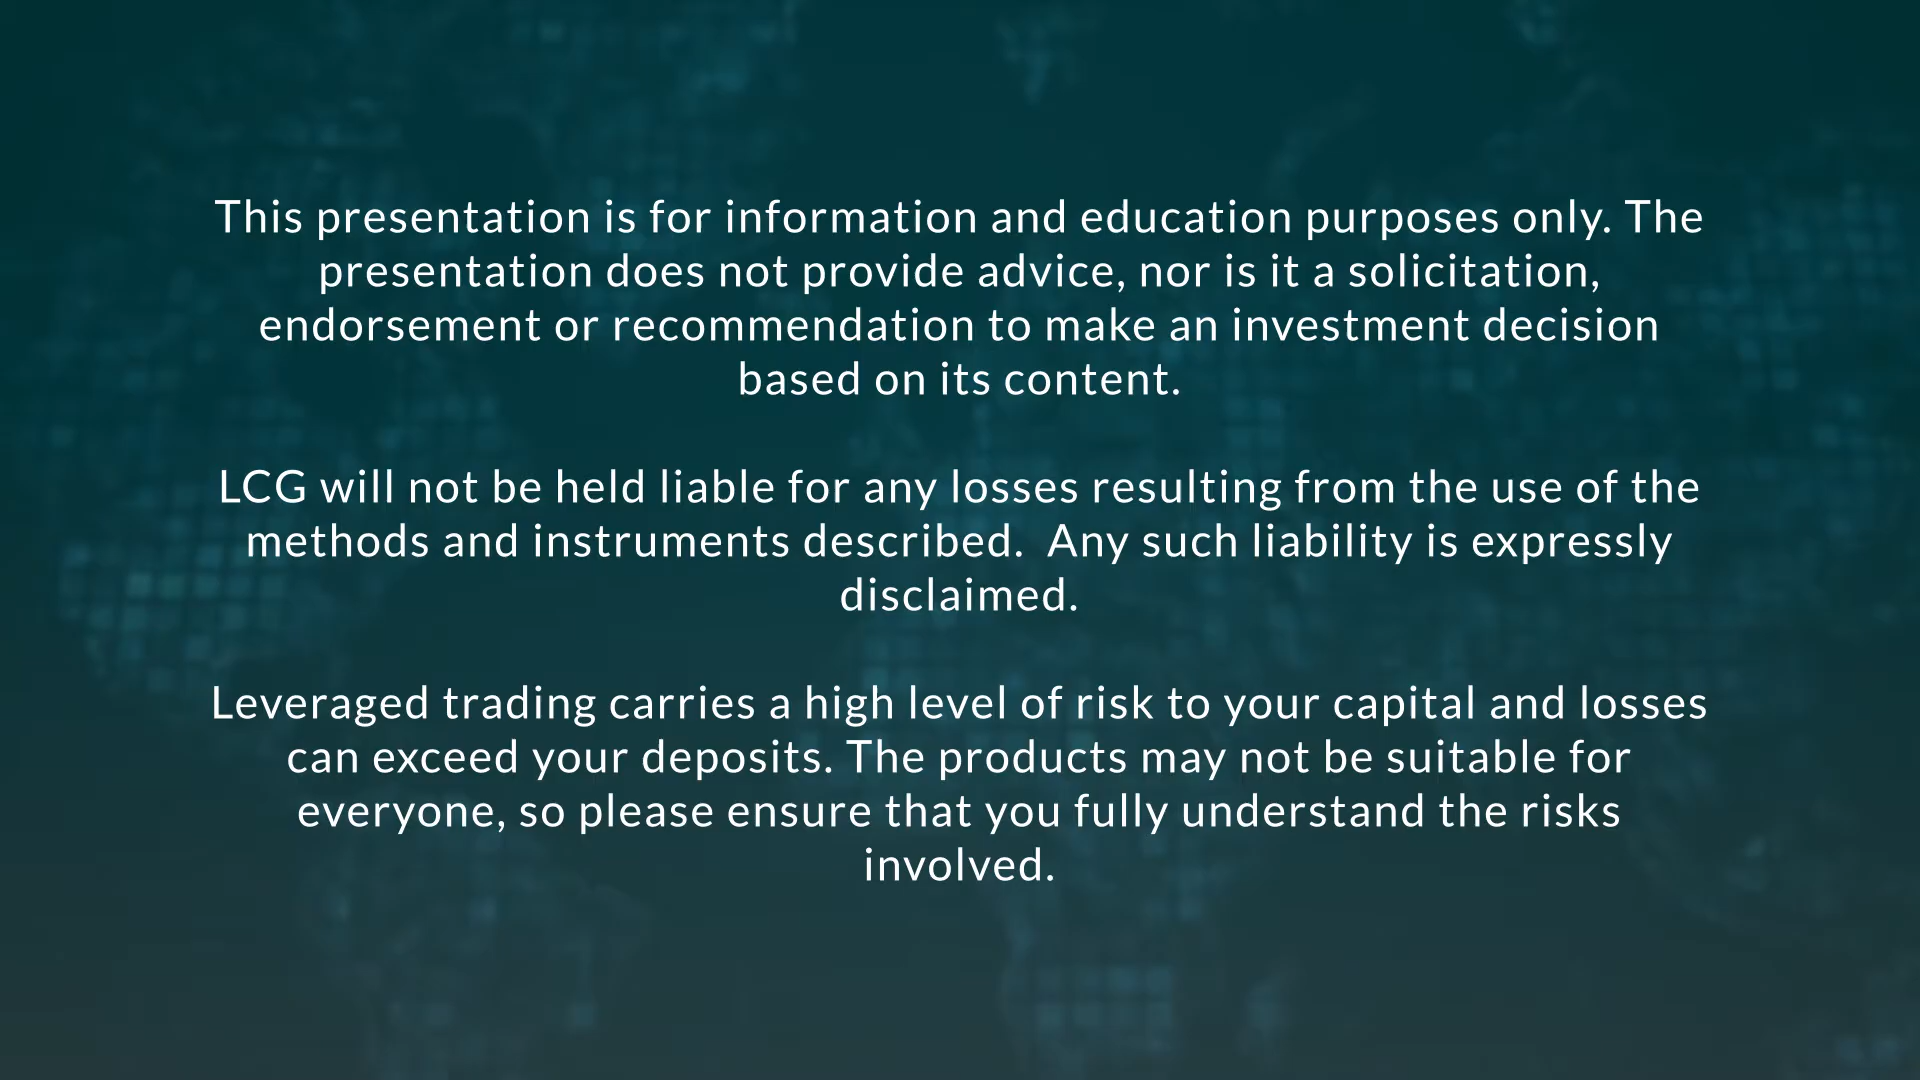 This presentation is for information and education purposes only. The
presentation does not provide advice, nor is it a solicitation,
endorsement or recommendation to make an investment decision
based on its content.
LCG will not be held liable for any losses resulting from the use of the
methods and instruments described.  Any such liability is expressly
disclaimed.
Leveraged trading carries a high level of risk to your capital and losses
can exceed your deposits. The products may not be suitable for
everyone, so please ensure that you fully understand the risks
involved.